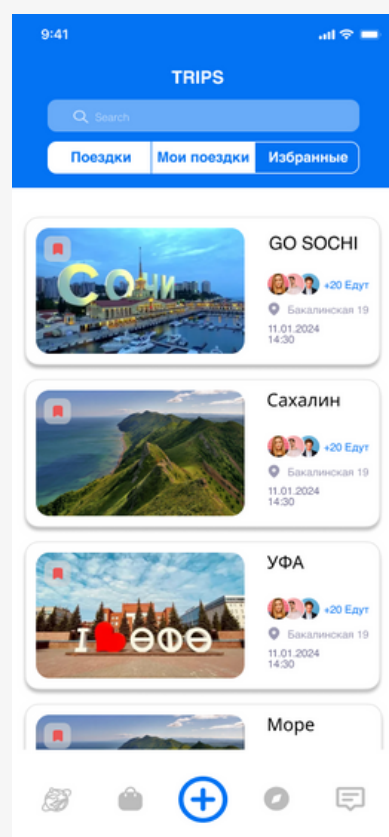 9:41
TRIPS
Search
Поездки
Мои поездки
Избранные
СОЧИ
GO SOCHI
+20 Едут
Бакалинская 19
11.01.2024
14:30
Сахалин
+20 Едут
Бакалинская 19
11.01.2024
14:30
I ӨФӨ
УФА
+20 Едут
Бакалинская 19
11.01.2024
14:30
Море